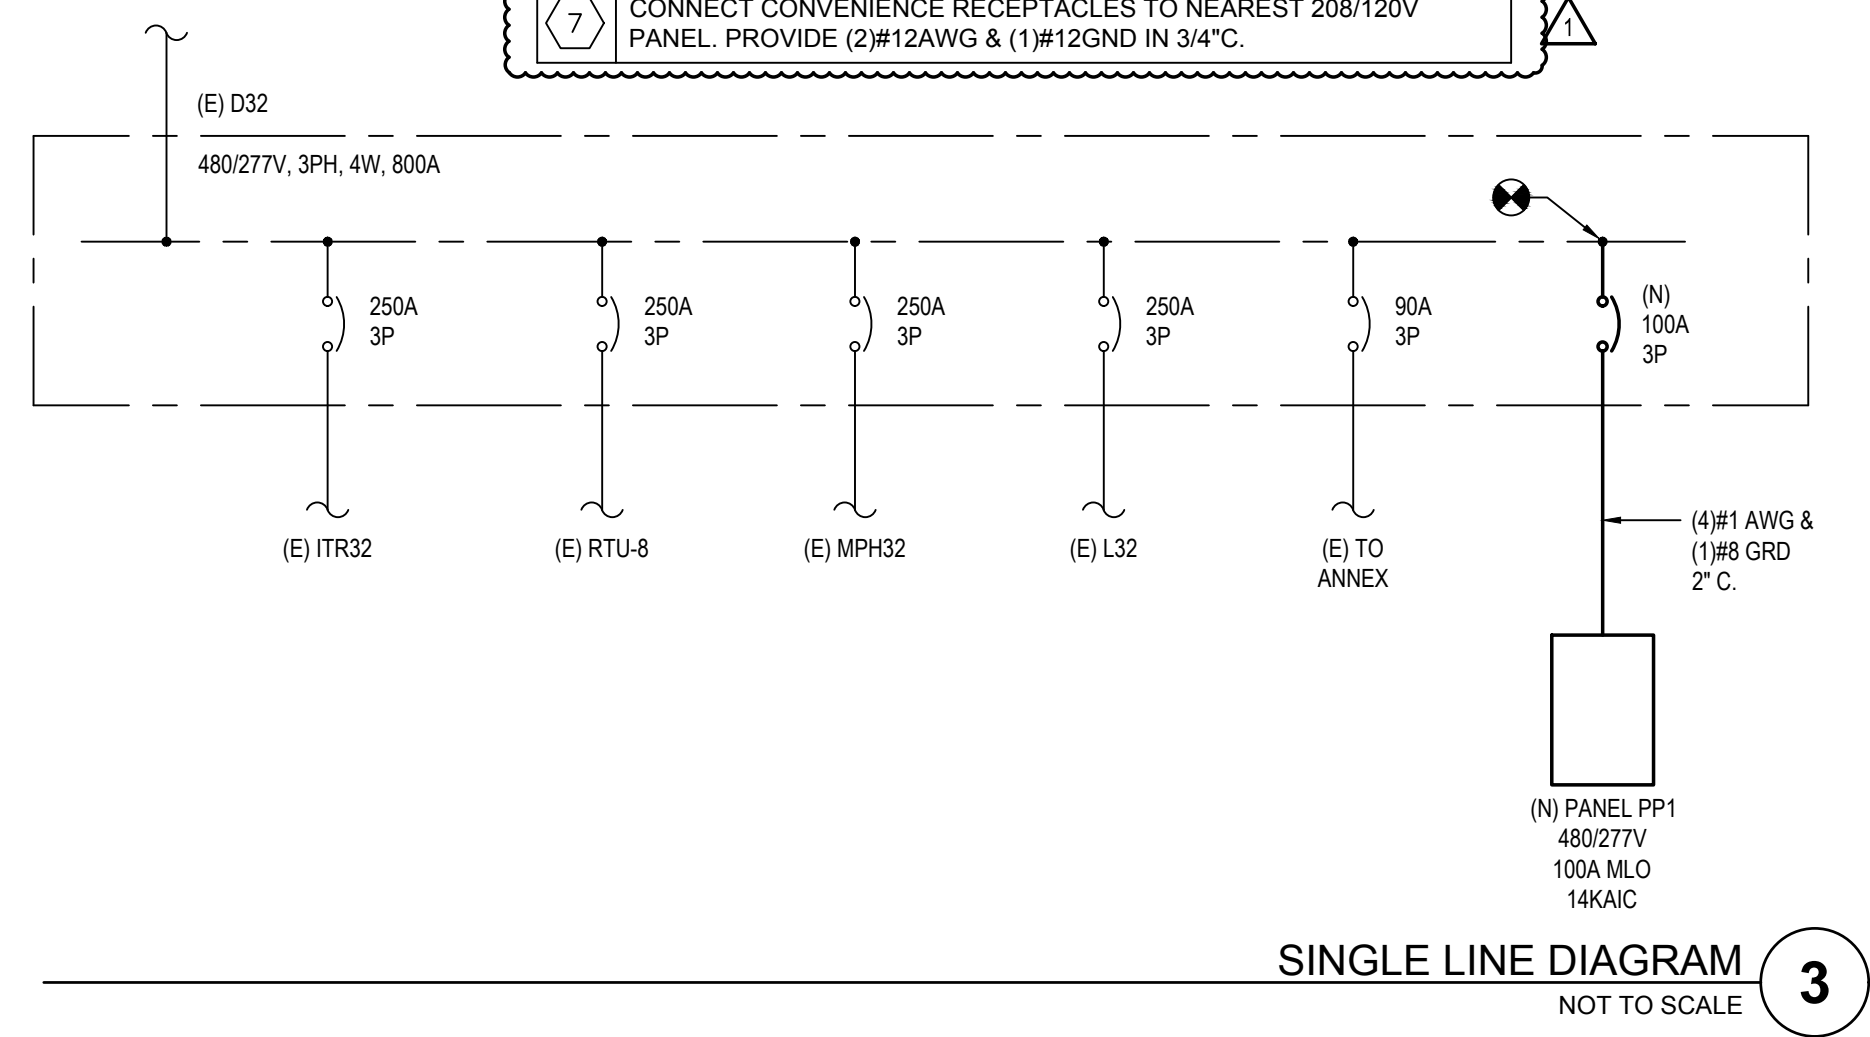 7
CONNECT CONVENIENCE RECEPTACLES TO NEAREST 208/120V
PANEL. PROVIDE (2)#12AWG & (1)#12GND IN 3/4"C.
1
(E) D32
480/277V, 3PH, 4W, 800A
250A
3P
250A
3P
250A
3P
250A
3P
90A
3P
(N)
100A
3P
(E) ITR32
(E) RTU-8
(E) MPH32
(E) L32
(E) TO
ANNEX
(4)#1 AWG &
(1)#8 GRD
2" C.
(N) PANEL PP1
480/277V
100A MLO
14KAIC
SINGLE LINE DIAGRAM
NOT TO SCALE
3